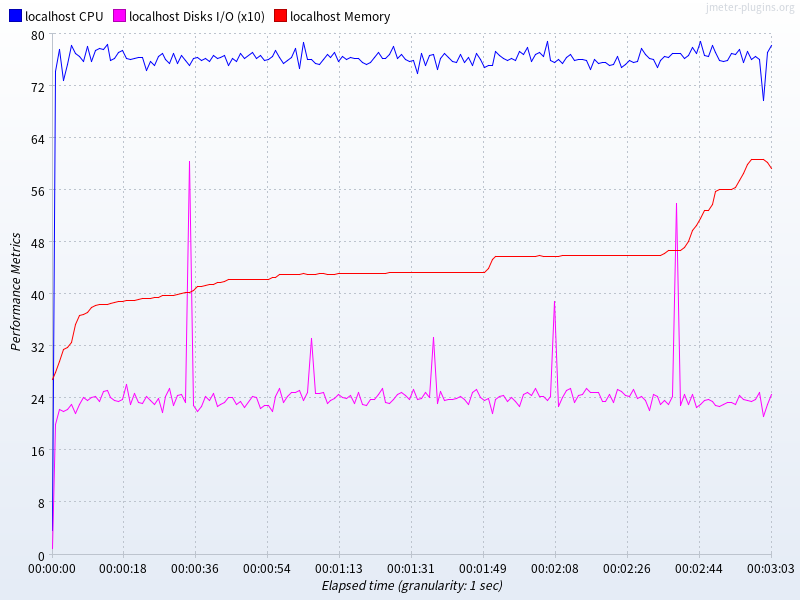 jmeter-plugins.org
localhost CPU localhost Disks I/O (x10) localhost Memory
80
72
64
56
48
40
32
24
16
8
0
Performance Metrics
00:00:00 00:00:18 00:00:36 00:00:54 00:01:13 00:01:31 00:01:49 00:02:08 00:02:26 00:02:44 00:03:03
Elapsed time (granularity: 1 sec)